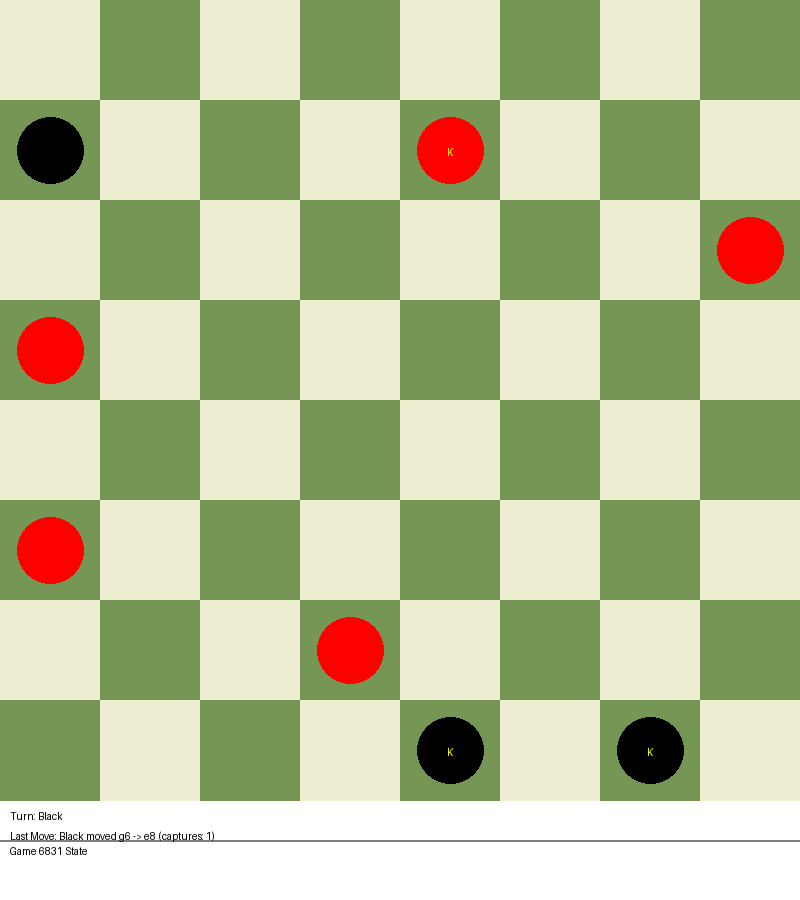 K
K K
Turn: Black
Last Move: Black moved g6 -> e8 (captures: 1)
Game 6831 State